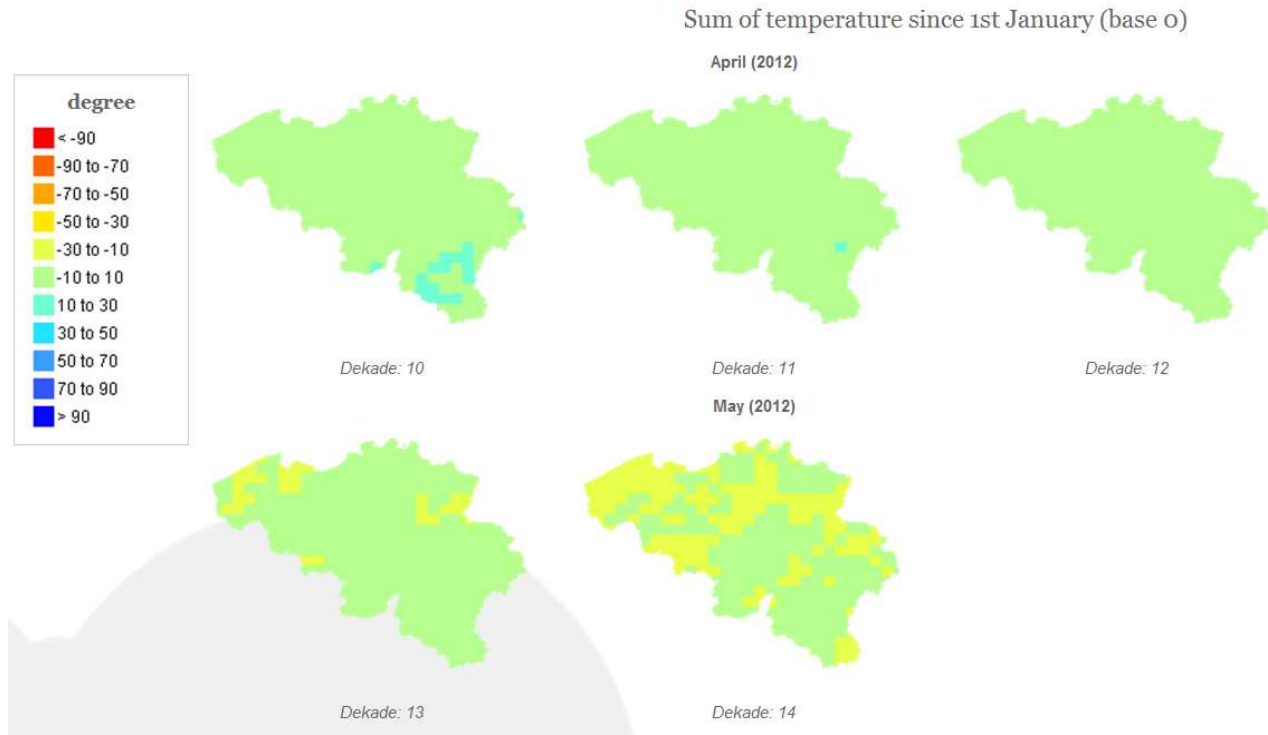 Sum of temperature since 1st January (base 0)
April (2012)
degree
< -90
-90 to -70
-70 to -50
-50 to -30
-30 to -10
-10 to 10
10 to 30
30 to 50
50 to 70
70 to 90
> 90
Dekade: 10
Dekade: 11
Dekade: 12
May (2012)
Dekade: 13
Dekade: 14